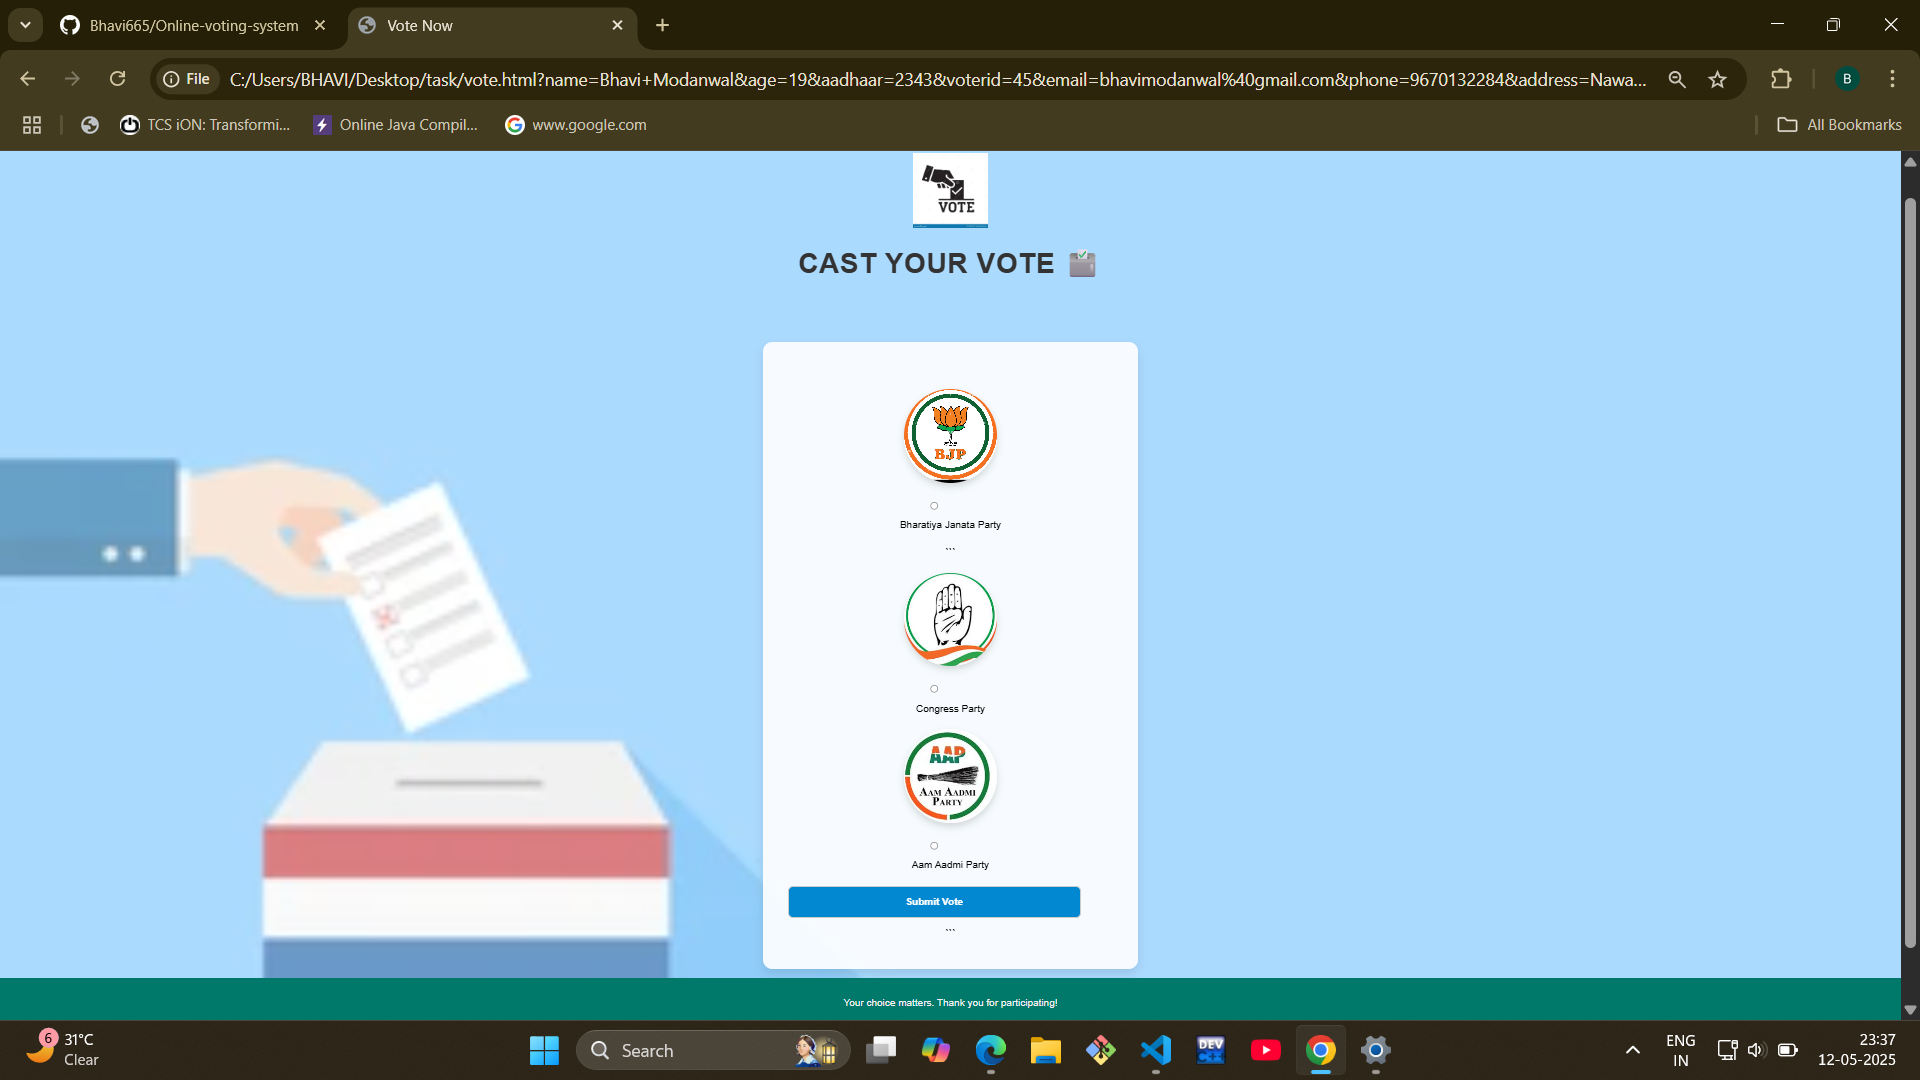 Bhavi665/Online-voting-system
Vote Now
File
C:/Users/BHAVI/Desktop/task/vote.html?name=Bhavi+Modanwal&age=19&aadhaar=2343&voterid=45&email=bhavimodanwal%40gmail.com&phone=9670132284&address=Nawa...
B
TCS iON: Transformi...
Online Java Compil...
www.google.com
All Bookmarks
VOTE
CAST YOUR VOTE
BJP
Bharatiya Janata Party
```
Congress Party
AAP
AAM AADMI
PARTY
Aam Aadmi Party
Submit Vote
```
Your choice matters. Thank you for participating!
6
31°C
Clear
Search
DEV
ENG
IN
23:37
12-05-2025